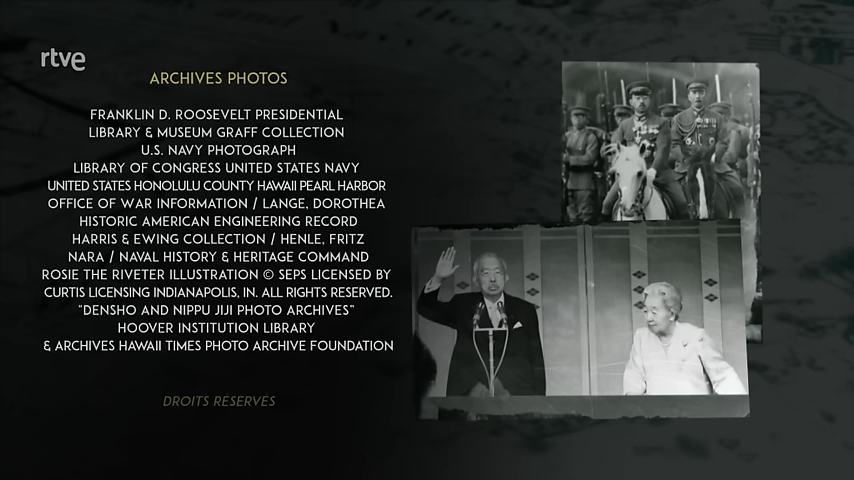 rtve
ARCHIVES PHOTOS
FRANKLIN D. ROOSEVELT PRESIDENTIAL
LIBRARY & MUSEUM GRAFF COLLECTION
U.S. NAVY PHOTOGRAPH
LIBRARY OF CONGRESS UNITED STATES NAVY
UNITED STATES HONOLULU COUNTY HAWAII PEARL HARBOR
OFFICE OF WAR INFORMATION / LANGE, DOROTHEA
HISTORIC AMERICAN ENGINEERING RECORD
HARRIS & EWING COLLECTION / HENLE, FRITZ
NARA / NAVAL HISTORY & HERITAGE COMMAND
ROSIE THE RIVETER ILLUSTRATION © SEPS LICENSED BY
CURTIS LICENSING INDIANAPOLIS, IN. ALL RIGHTS RESERVED.
"DENSHO AND NIPPU JIJI PHOTO ARCHIVES"
HOOVER INSTITUTION LIBRARY
& ARCHIVES HAWAII TIMES PHOTO ARCHIVE FOUNDATION
DROITS RÉSERVÉS